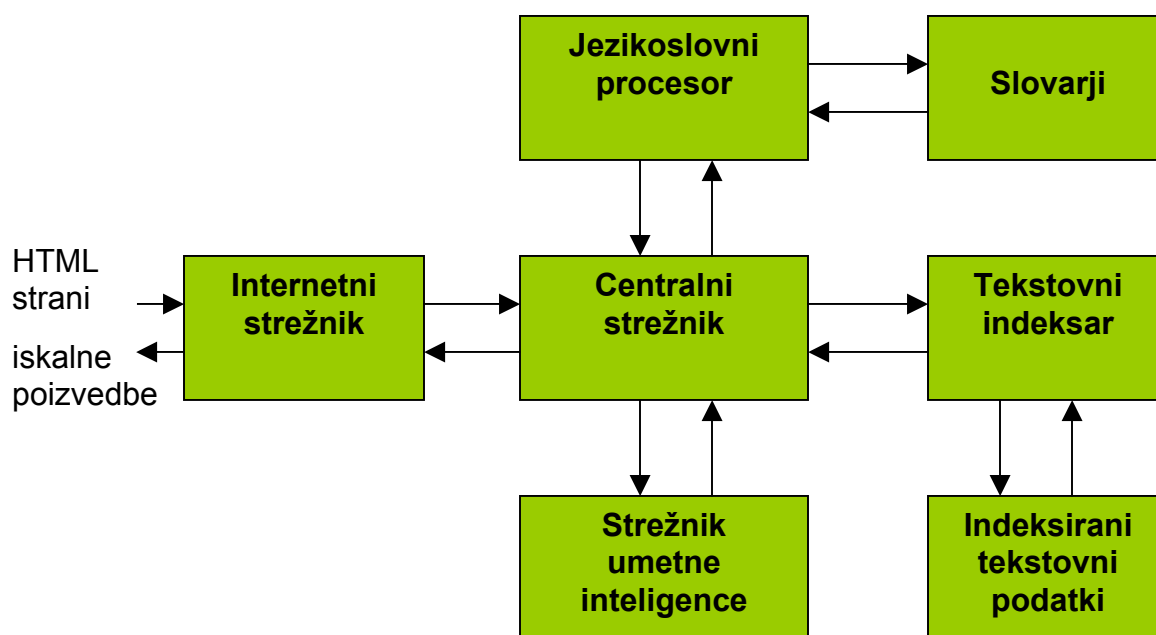 Jezikoslovni
procesor
Slovarji
HTML
strani
iskalne
poizvedbe
Internetni
strežnik
Centralni
strežnik
Tekstovni
indeksar
Strežnik
umetne
inteligence
Indeksirani
tekstovni
podatki